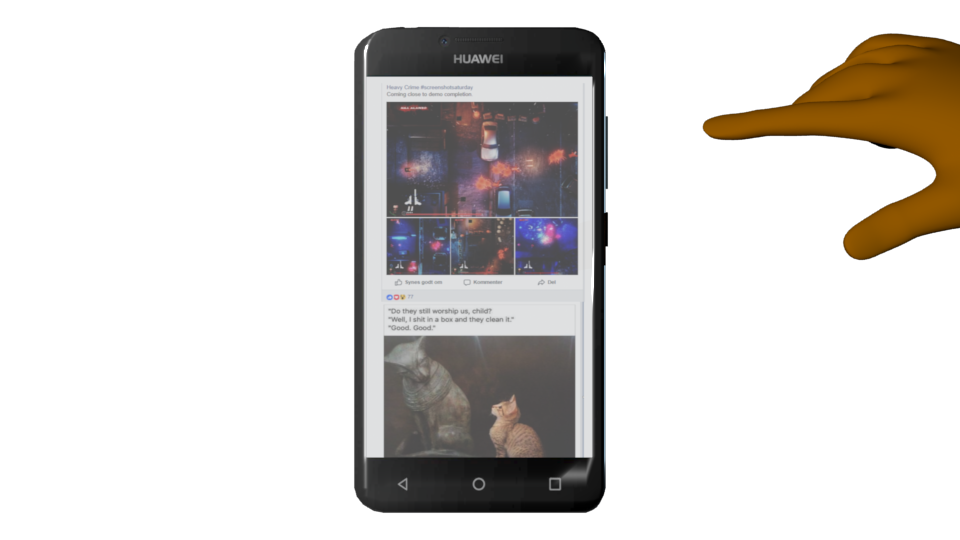 HUAWEI
Heavy Crime #screenshotsaturday
Coming close to demo completion.
Synes godt om
Kommenter
Del
77
"Do they still worship us, child?
"Well, I shit in a box and they clean it."
"Good. Good."